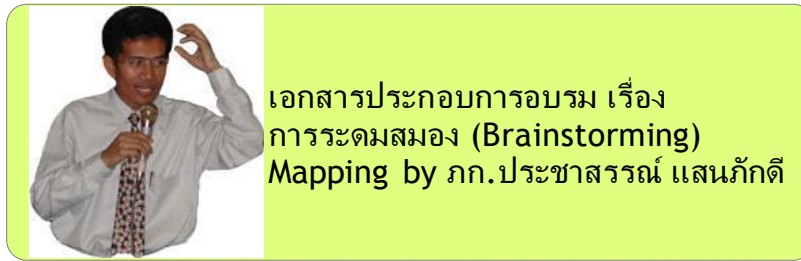 เอกสารประกอบการอบรม เรื่อง
การระดมสมอง (Brainstorming)
Mapping by ภก.ประชาสรรณ์ แสนภักดี